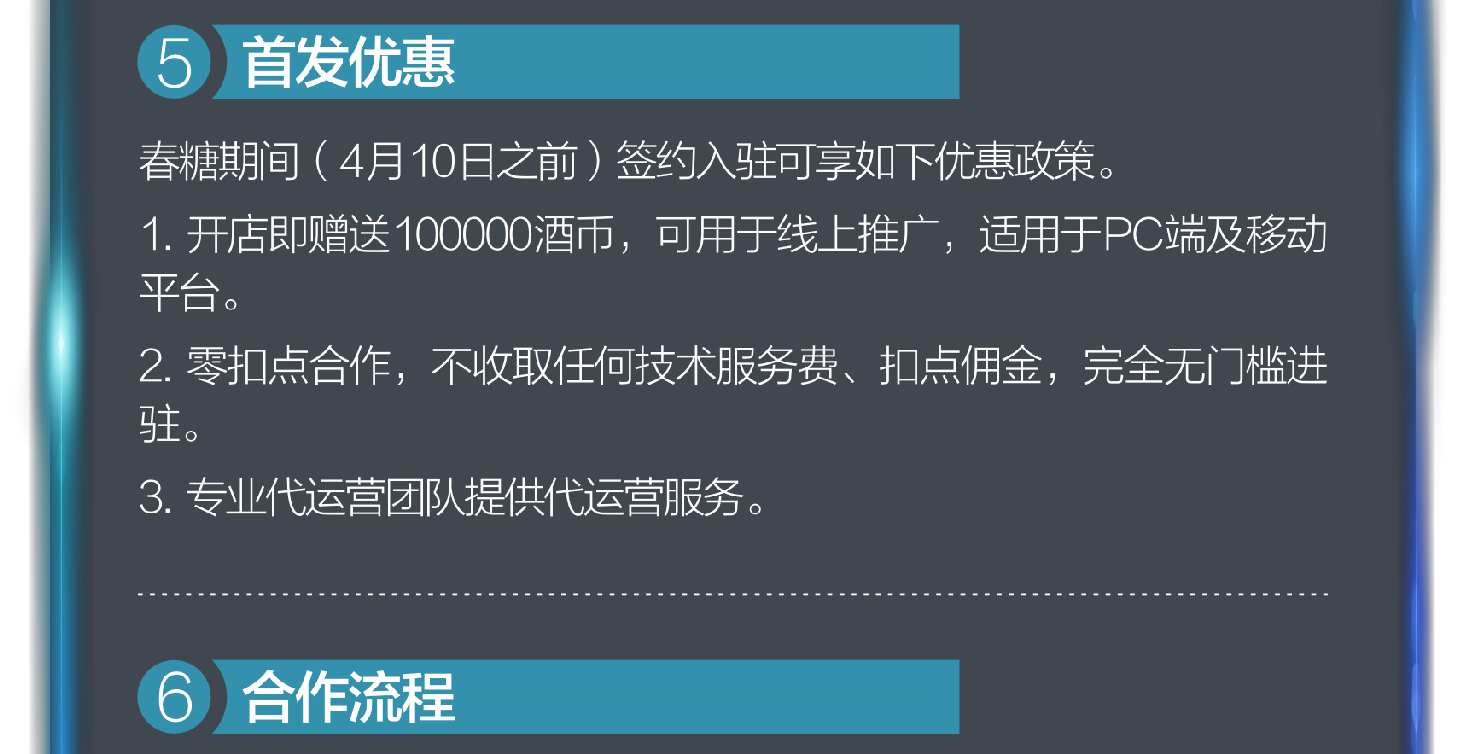 5 首发优惠
春糖期间（4月10日之前）签约入驻可享如下优惠政策。
1. 开店即赠送100000酒币，可用于线上推广，适用于PC端及移动
平台。
2. 零扣点合作，不收取任何技术服务费、扣点佣金，完全无门槛进
驻。
3. 专业代运营团队提供代运营服务。
6 合作流程